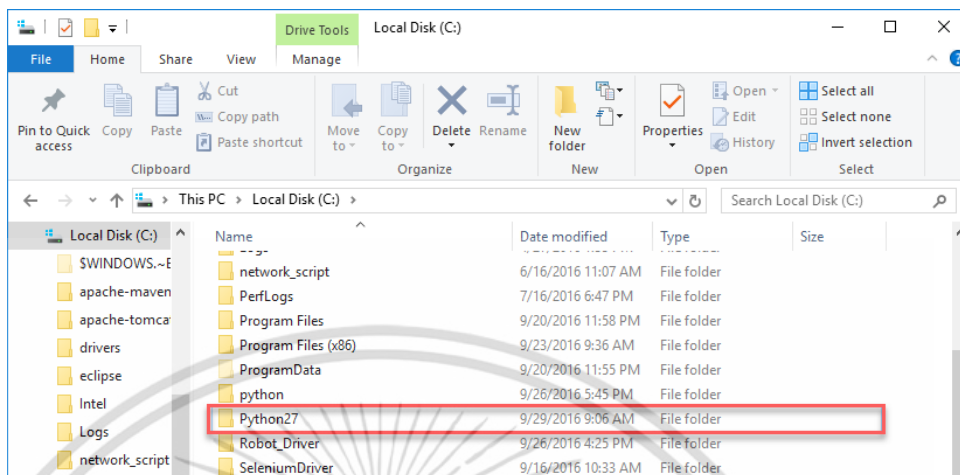 Drive Tools Local Disk (C:)
File Home Share View Manage
Pin to Quick access Copy Paste Cut Copy path Paste shortcut
Move to Copy to Delete Rename New folder Properties Open Edit History Select all Select none Invert selection
Clipboard Organize New Open Select
This PC > Local Disk (C:) > Search Local Disk (C:)
Local Disk (C:) Name Date modified Type Size
$WINDOWS.~B
network_script 6/16/2016 11:07 AM File folder
apache-maven PerfLogs 7/16/2016 6:47 PM File folder
apache-tomcat Program Files 9/20/2016 11:58 PM File folder
drivers Program Files (x86) 9/23/2016 9:36 AM File folder
eclipse ProgramData 9/20/2016 11:55 PM File folder
Intel python 9/26/2016 5:45 PM File folder
Python27 9/29/2016 9:06 AM File folder
Logs Robot_Driver 9/26/2016 4:25 PM File folder
network_script SeleniumDriver 9/16/2016 10:33 AM File folder